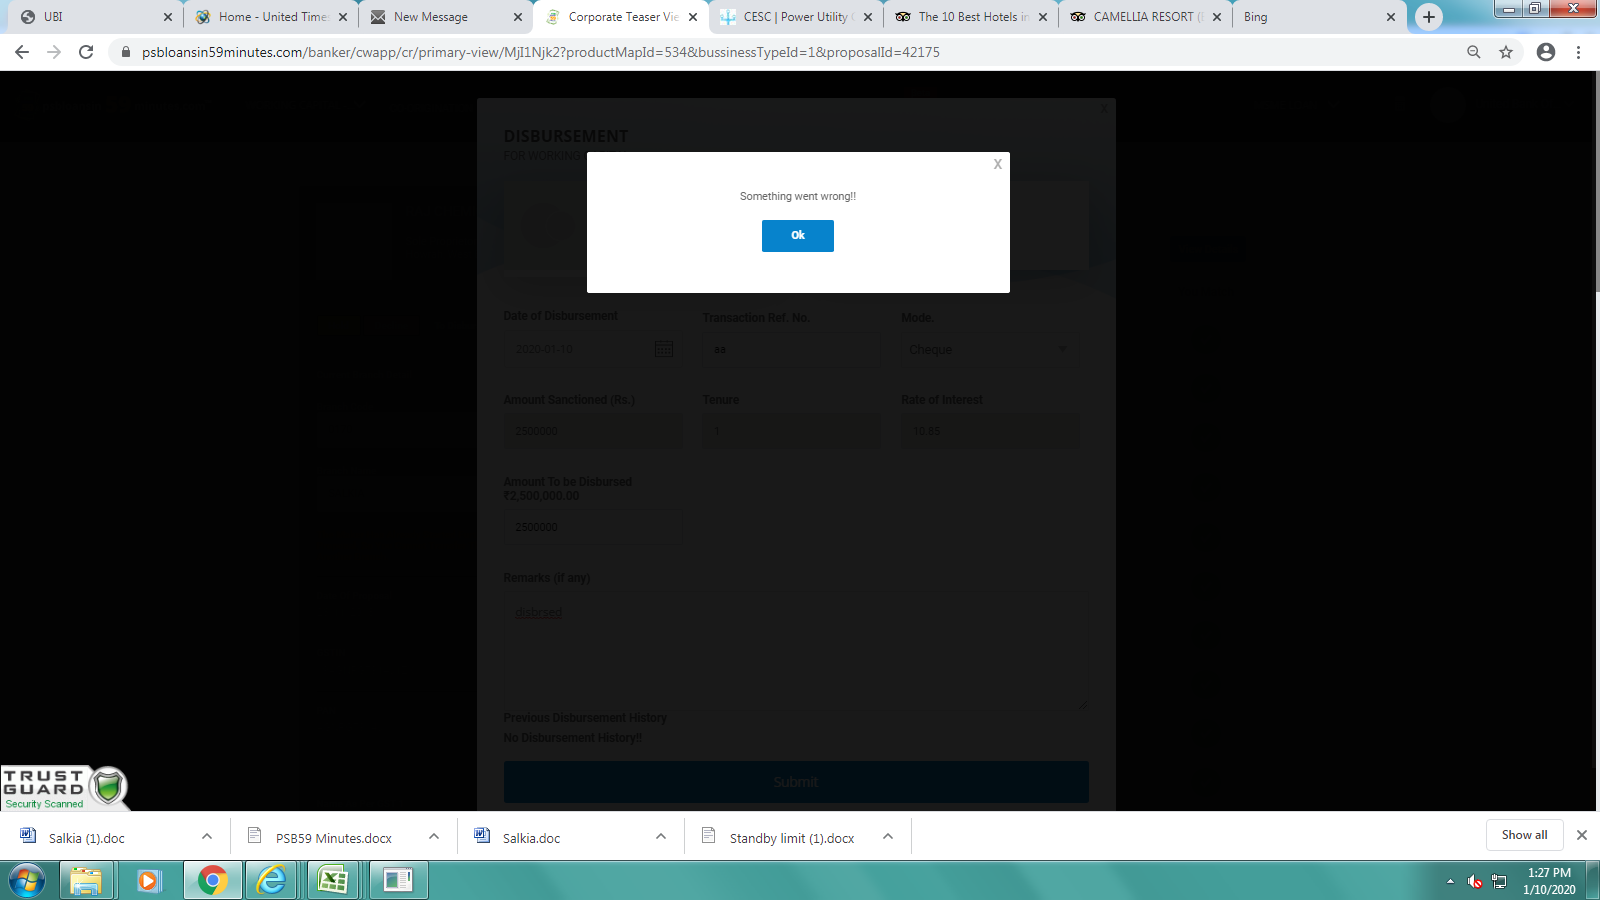 UBI
Home - United Time
New Message
Corporate Teaser Vie
CESC | Power Utility
The 10 Best Hotels in
CAMELLIA RESORT
Bing
psbloansin59minutes.com/banker/cwapp/cr/primary-view/MjI1Njk2?productMapId=534&bussinessTypeId=1&proposalId=42175
X
DISBURSEMENT
FOR WORKING
X
Something went wrong!!
Ok
Date of Disbursement
Transaction Ref. No.
Mode.
2020-01-10
aa
Cheque
Amount Sanctioned (Rs.)
Tenure
Rate of Interest
2500000
1
10.85
Amount To be Disbursed
₹2,500,000.00
2500000
Remarks (if any)
disbrsed
Previous Disbursement History
No Disbursement History!!
Submit
TRUST
GUARD
Security Scanned
Salkia (1).doc
PSB59 Minutes.docx
Salkia.doc
Standby limit (1).docx
Show all
1:27 PM
1/10/2020